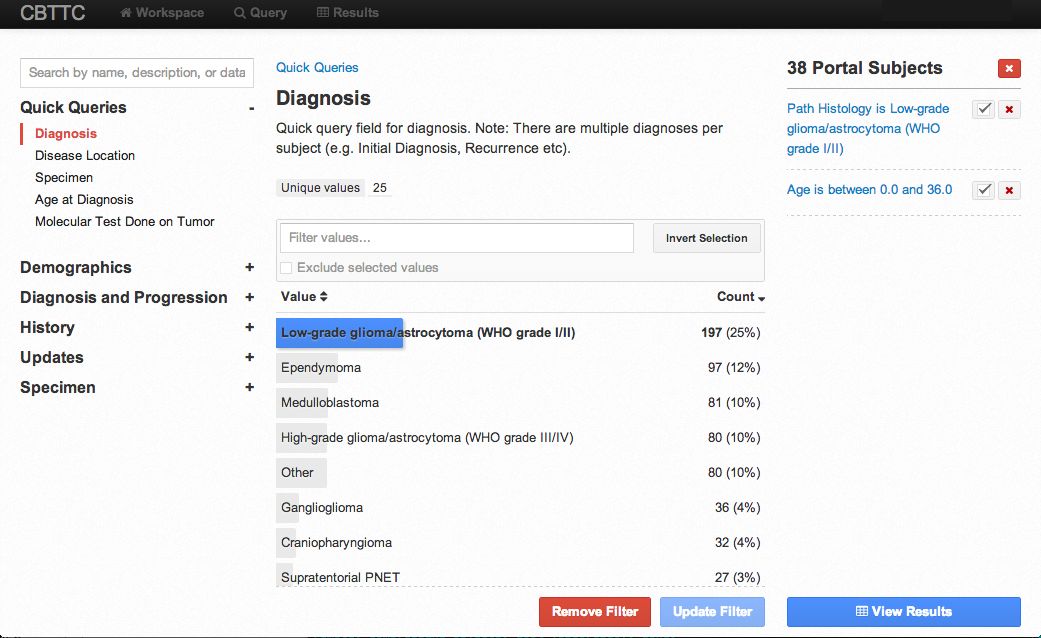 CBTTC Workspace Query Results
Search by name, description, or data
Quick Queries -
Diagnosis
Disease Location
Specimen
Age at Diagnosis
Molecular Test Done on Tumor
Demographics +
Diagnosis and Progression +
History +
Updates +
Specimen +
Quick Queries
Diagnosis
Quick query field for diagnosis. Note: There are multiple diagnoses per
subject (e.g. Initial Diagnosis, Recurrence etc).
Unique values 25
Filter values...
Invert Selection
Exclude selected values
Value Count
Low-grade glioma/astrocytoma (WHO grade I/II) 197 (25%)
Ependymoma 97 (12%)
Medulloblastoma 81 (10%)
High-grade glioma/astrocytoma (WHO grade III/IV) 80 (10%)
Other 80 (10%)
Ganglioglioma 36 (4%)
Craniopharyngioma 32 (4%)
Supratentorial PNET 27 (3%)
Remove Filter Update Filter
38 Portal Subjects
Path Histology is Low-grade
glioma/astrocytoma (WHO
grade I/II)
Age is between 0.0 and 36.0
View Results